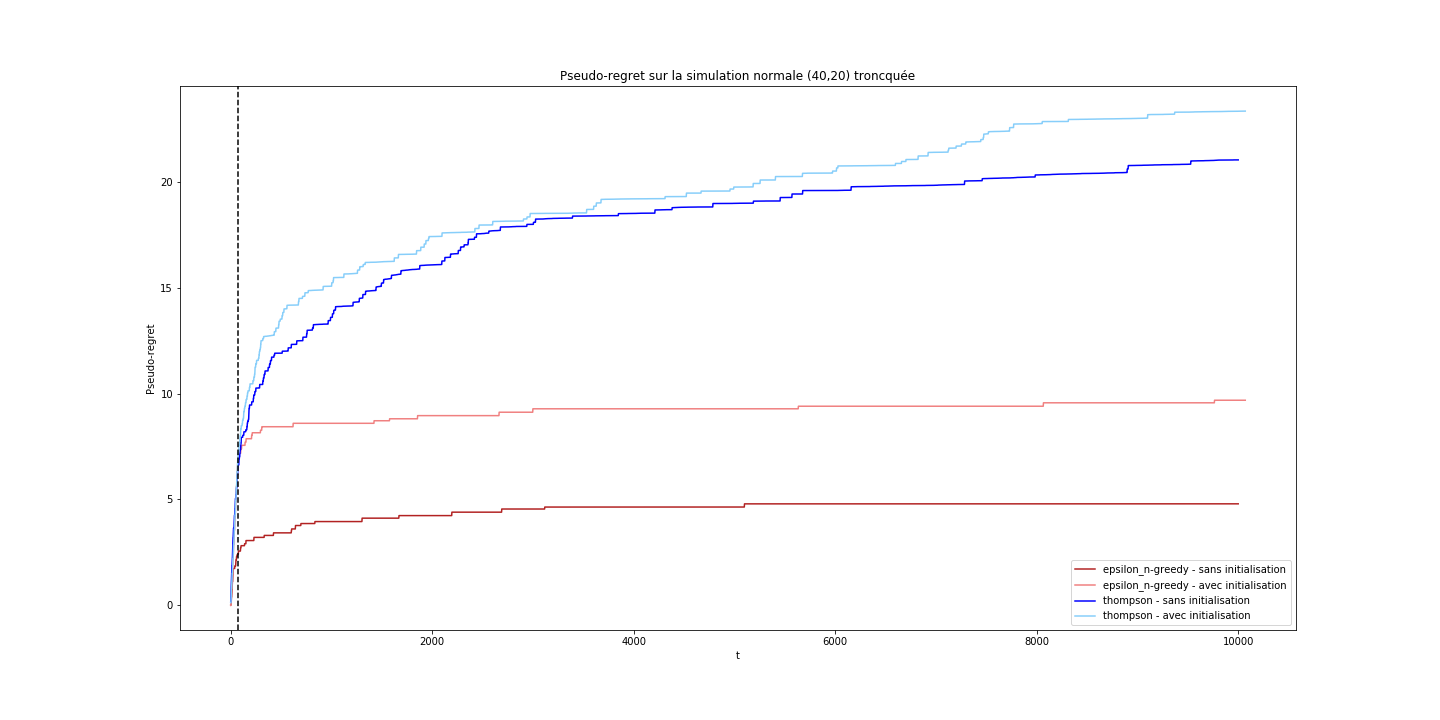 Pseudo-regret sur la simulation normale (40,20) troncquée
Pseudo-regret
20
15
10
5
0
0 2000 4000 6000 8000 10000
t
epsilon_n-greedy - sans initialisation
epsilon_n-greedy - avec initialisation
thompson - sans initialisation
thompson - avec initialisation